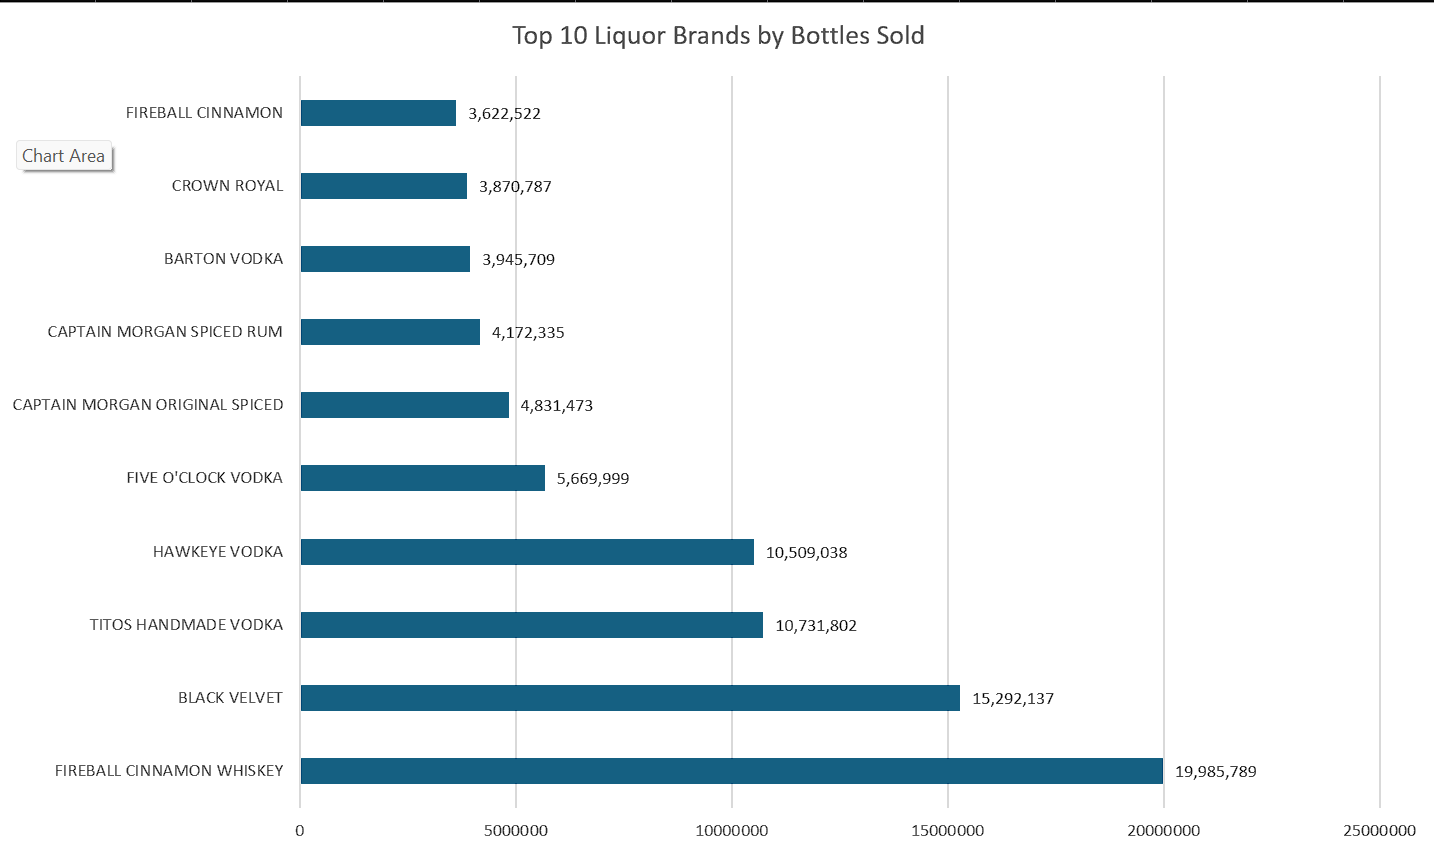 Top 10 Liquor Brands by Bottles Sold
FIREBALL CINNAMON 3,622,522
Chart Area
CROWN ROYAL 3,870,787
BARTON VODKA 3,945,709
CAPTAIN MORGAN SPICED RUM 4,172,335
CAPTAIN MORGAN ORIGINAL SPICED 4,831,473
FIVE O'CLOCK VODKA 5,669,999
HAWKEYE VODKA 10,509,038
TITOS HANDMADE VODKA 10,731,802
BLACK VELVET 15,292,137
FIREBALL CINNAMON WHISKEY 19,985,789
0 5000000 10000000 15000000 20000000 25000000